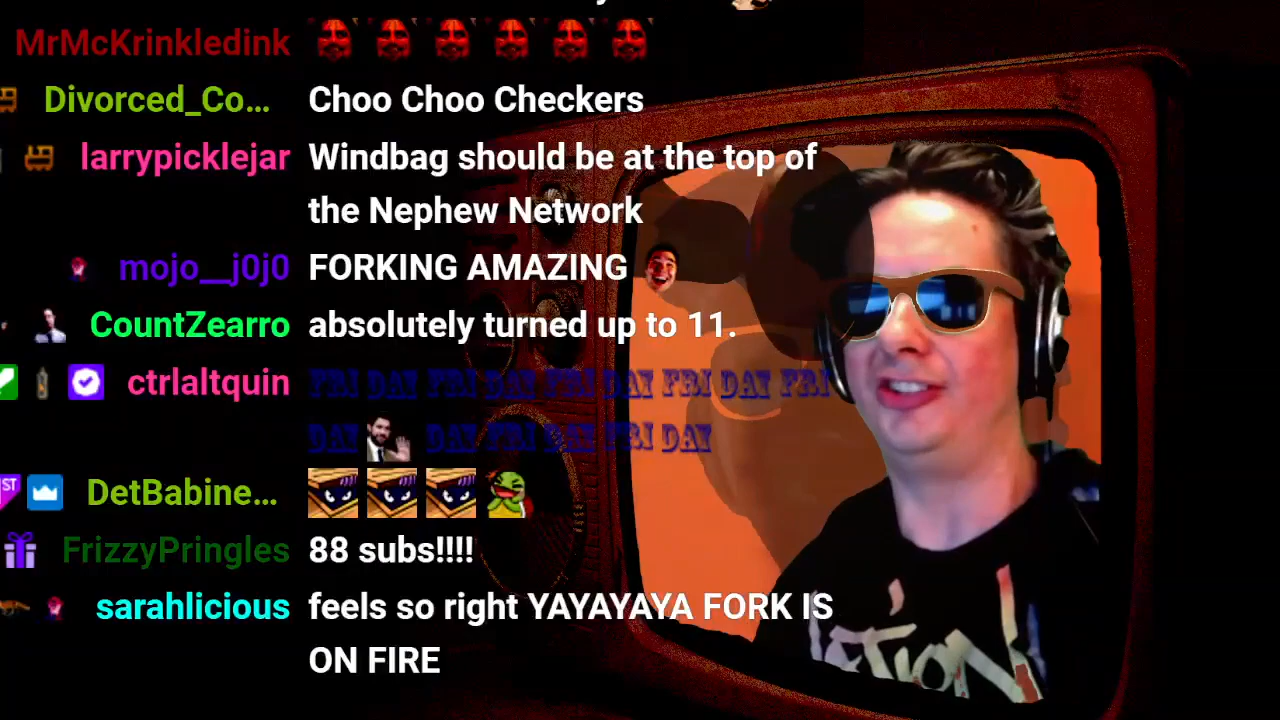 MrMcKrinkledink
Divorced_Co... Choo Choo Checkers
larrypicklejar Windbag should be at the top of
the Nephew Network
mojo__j0j0 FORKING AMAZING
CountZearro absolutely turned up to 11.
ctrlaltquin FRI DAY FRI DAY FRI DAY FRI DAY FRI
DAY DAY FRI DAY FRI DAY
ST DetBabine...
FrizzyPringles 88 subs!!!!
sarahlicious feels so right YAYAYAYA FORK IS
ON FIRE